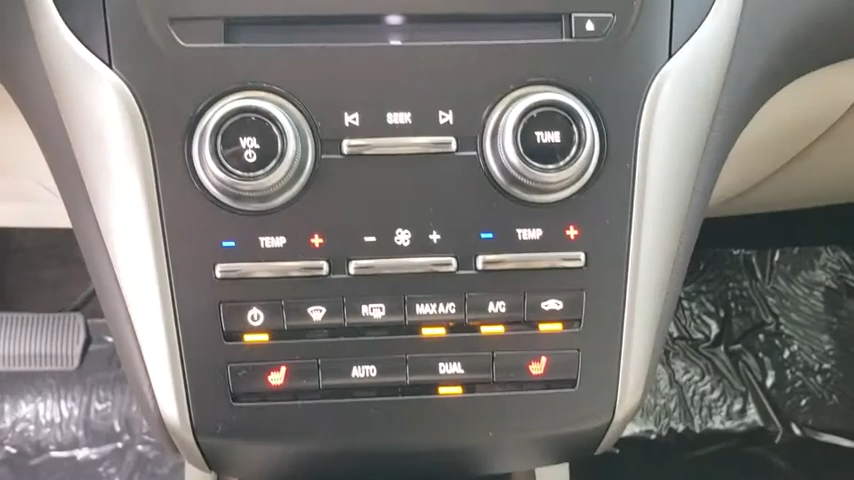 VOL
SEEK
TUNE
- TEMP +
- +
- TEMP +
R
MAX A/C
A/C
AUTO
DUAL